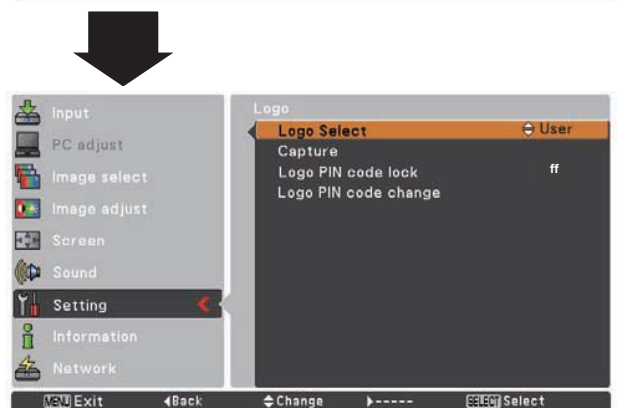 Input
PC adjust
Image select
Image adjust
Screen
Sound
Setting
Information
Network
Logo
Logo Select User
Capture
Logo PIN code lock ff
Logo PIN code change
MENU Exit Back Change ----- SELECT Select